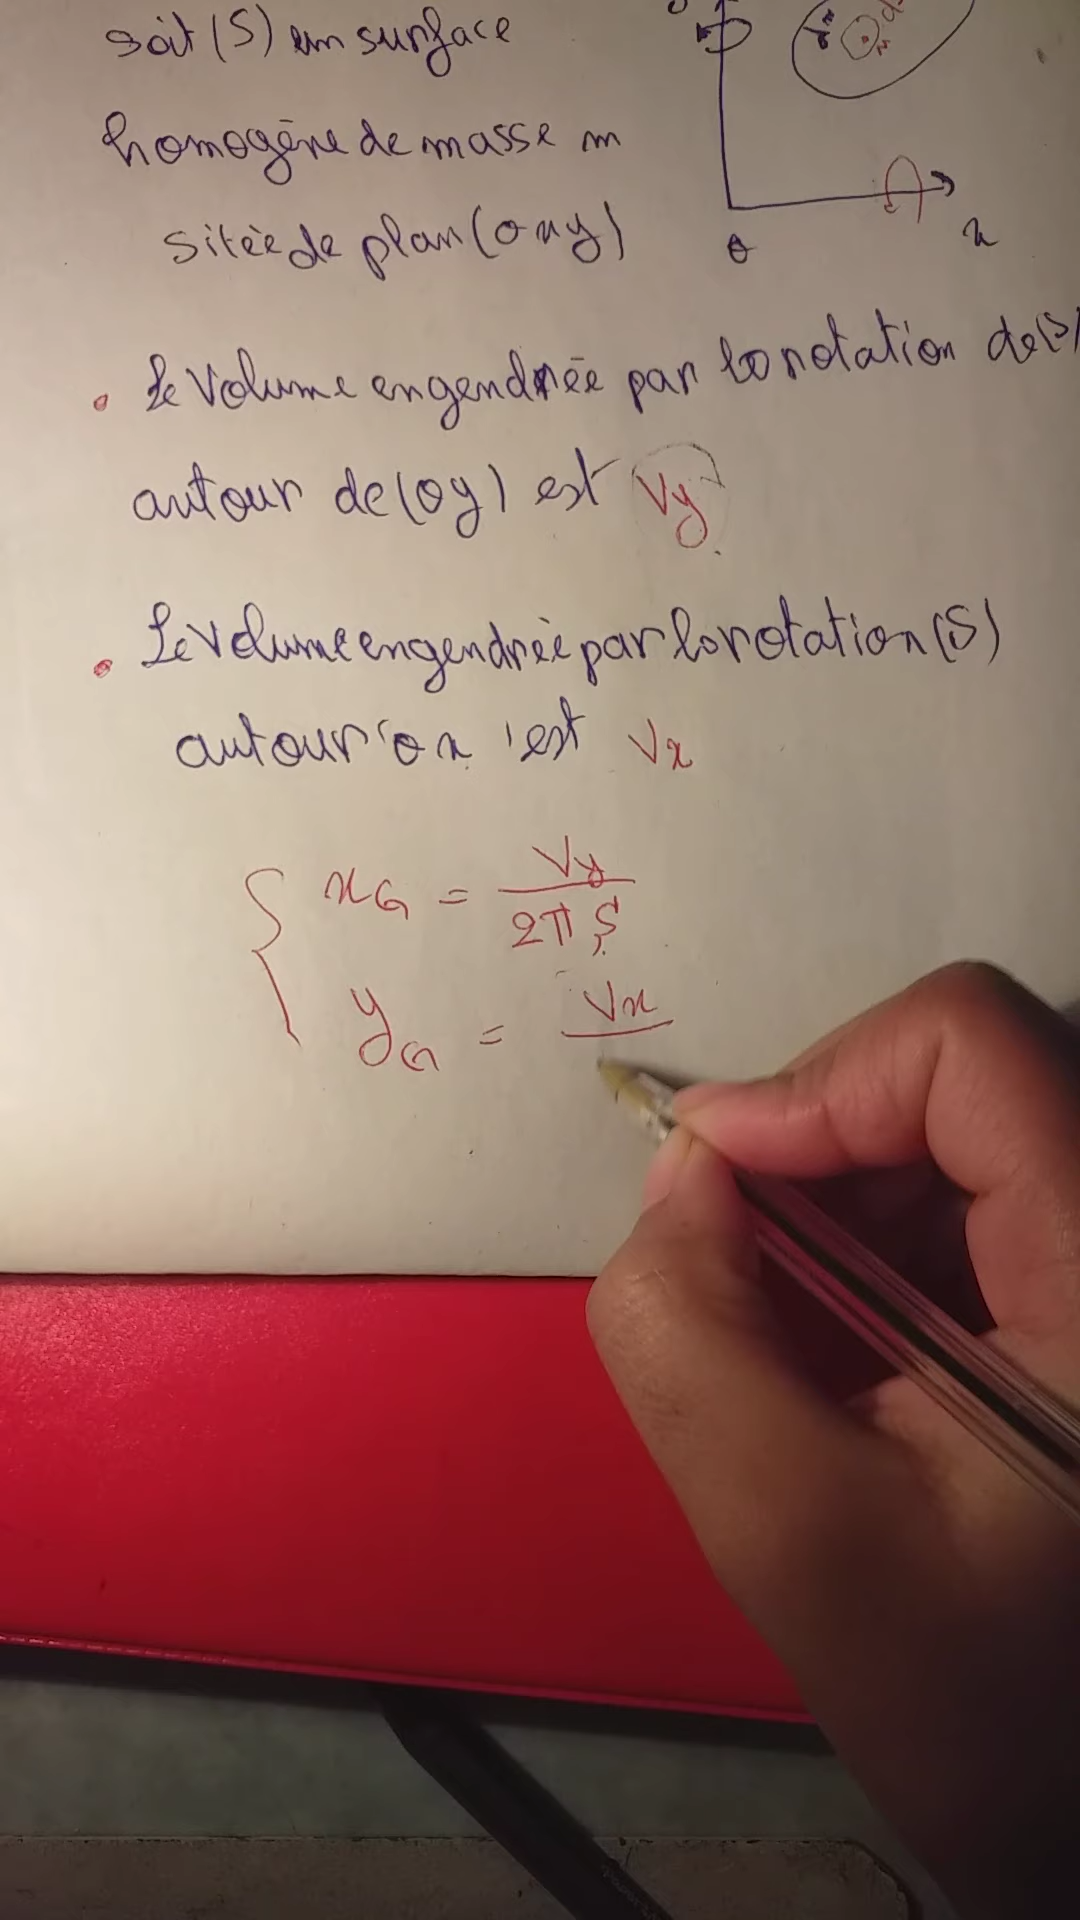 soit (S) un surface
homogène de masse m
sitèe de plan (oxy)
θ
x
. Le volume engendrée par la rotation de (S)
autour de (oy) est Vy
. Le volume engendrée par la rotation (S)
autour 'ox 'est Vx
xG = Vy / 2π S
yG = Vx